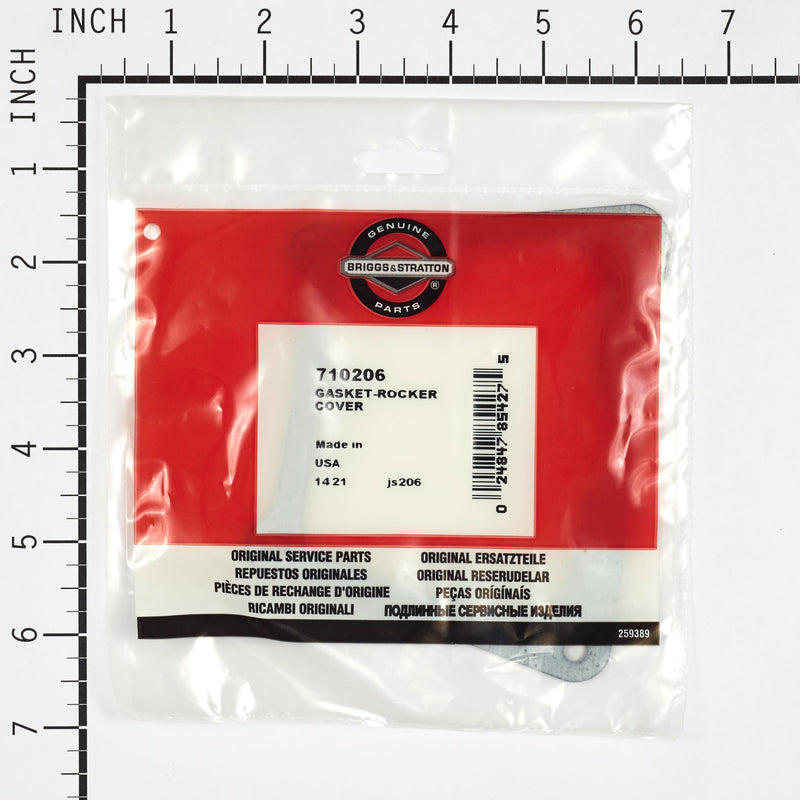 INCH 1 2 3 4 5 6 7
INCH
1
2
3
4
5
6
7
GENUINE
BRIGGS & STRATTON
®
PARTS
710206
GASKET-ROCKER
COVER
Made in
USA
14 21 js206
0 24847 85427 5
ORIGINAL SERVICE PARTS ORIGINAL ERSATZTEILE
REPUESTOS ORIGINALES ORIGINAL RESERUDELAR
PIÈCES DE RECHANGE D'ORIGINE PEÇAS ORÍGÍNAÍS
RICAMBI ORIGINALI ПОДЛИННЫЕ СЕРВИСНЫЕ ИЗДЕЛИЯ
259389